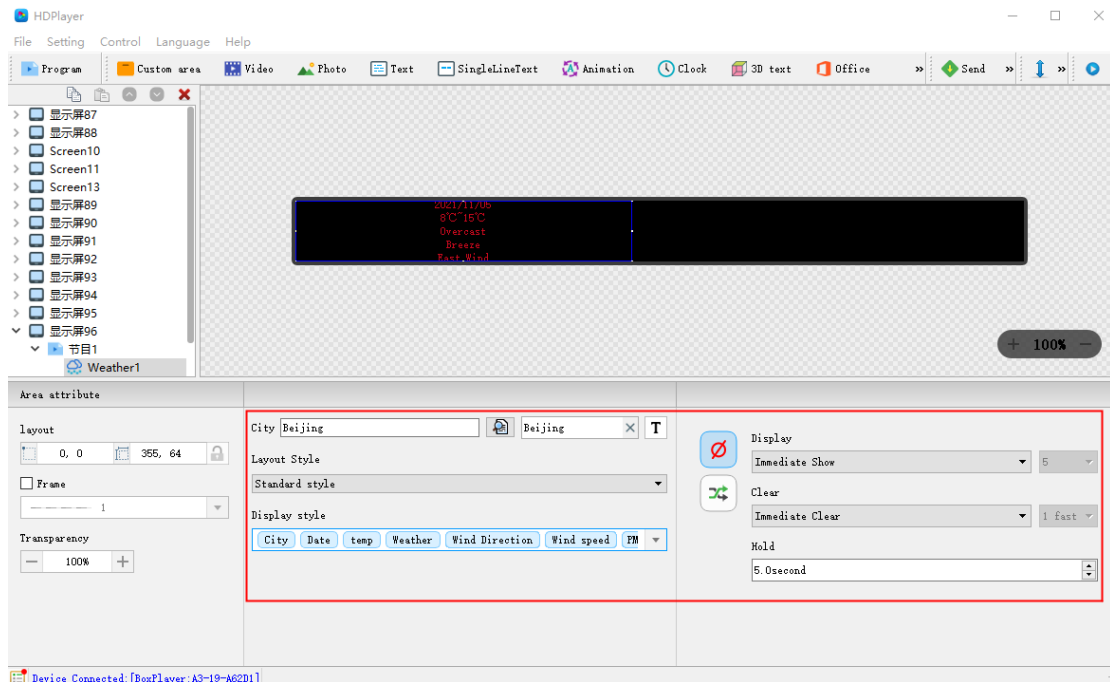 HDPlayer
File Setting Control Language Help
Program Custom area Video Photo Text SingleLineText Animation Clock 3D text Office » Send » »
显示屏87
显示屏88
Screen10
Screen11
Screen13
显示屏89
显示屏90
显示屏91
显示屏92
显示屏93
显示屏94
显示屏95
显示屏96
节目1
Weather1
2021/11/06
8℃~15℃
Overcast
Breeze
East Wind
+ 100% −
Area attribute
layout
0, 0 355, 64
Frame
1
Transparency
100%
City Beijing Beijing T
Layout Style
Standard style
Display style
City Date temp Weather Wind Direction Wind speed PM
Display
Immediate Show 5
Clear
Immediate Clear 1 fast
Hold
5.0second
Device Connected:[BoxPlayer:A3-19-A62D1]